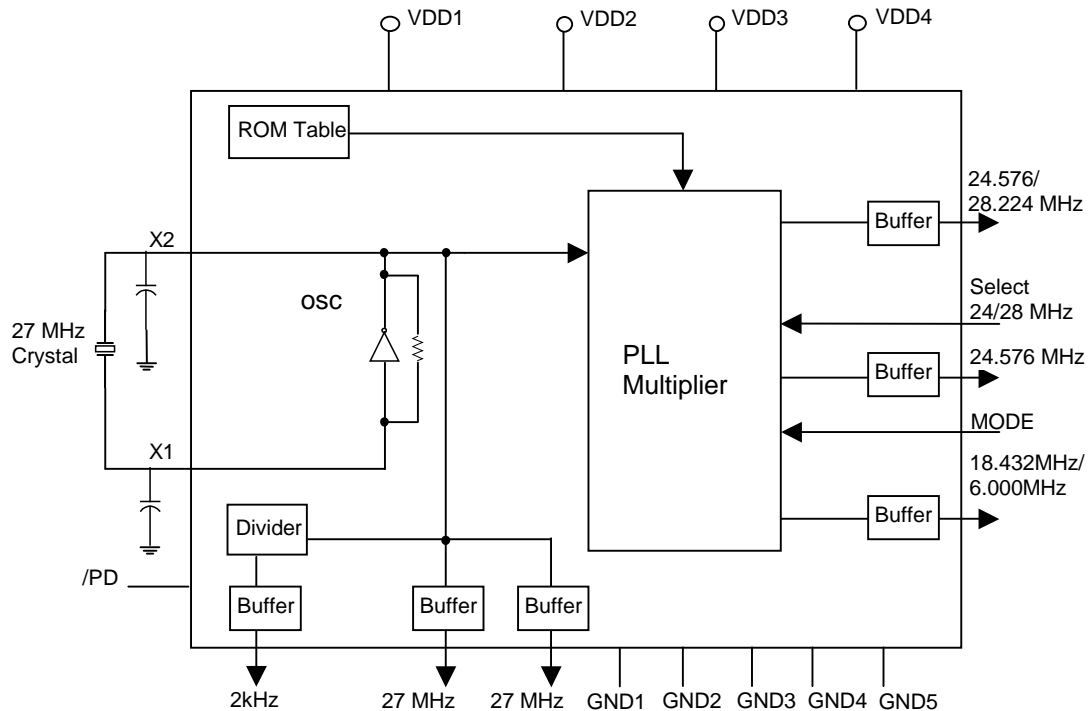 VDD1
VDD2
VDD3
VDD4
ROM Table
24.576/
28.224 MHz
Buffer
X2
OSC
Select
24/28 MHz
27 MHz
Crystal
PLL
Multiplier
24.576 MHz
Buffer
MODE
X1
18.432MHz/
6.000MHz
Buffer
Divider
/PD
Buffer
Buffer
Buffer
2kHz
27 MHz
27 MHz
GND1
GND2
GND3
GND4
GND5